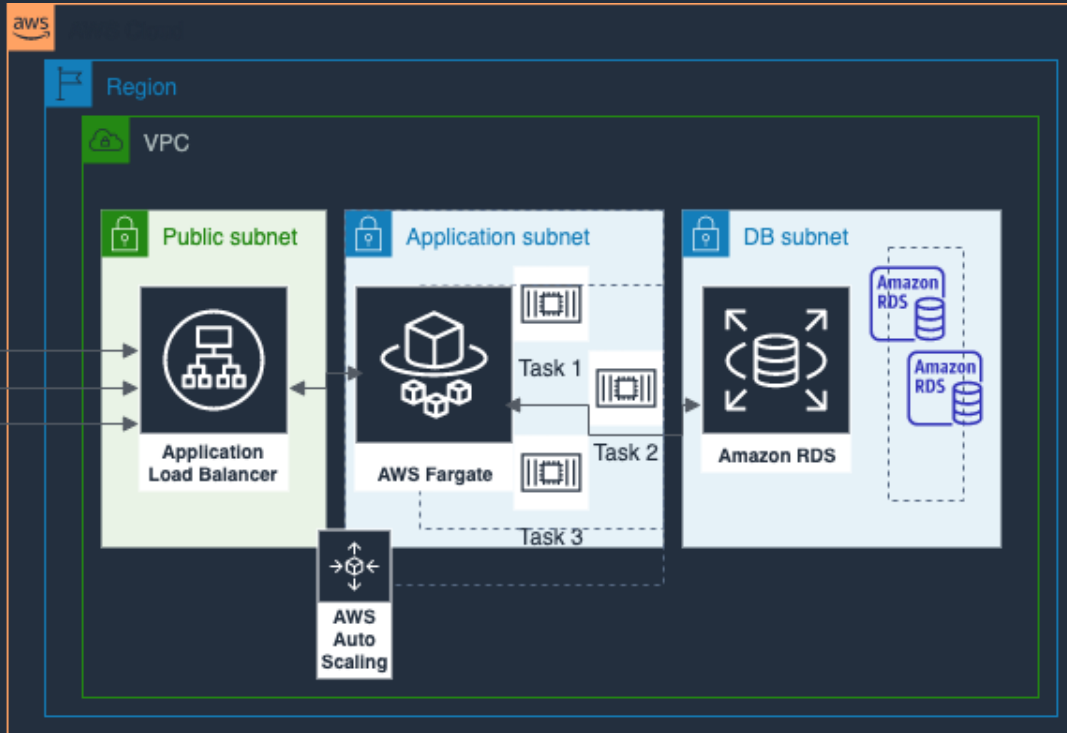 aws
Region
VPC
Public subnet
Application subnet
DB subnet
Amazon
RDS
Amazon
RDS
Task 1
Task 2
Task 3
Application
Load Balancer
AWS Fargate
Amazon RDS
AWS
Auto
Scaling